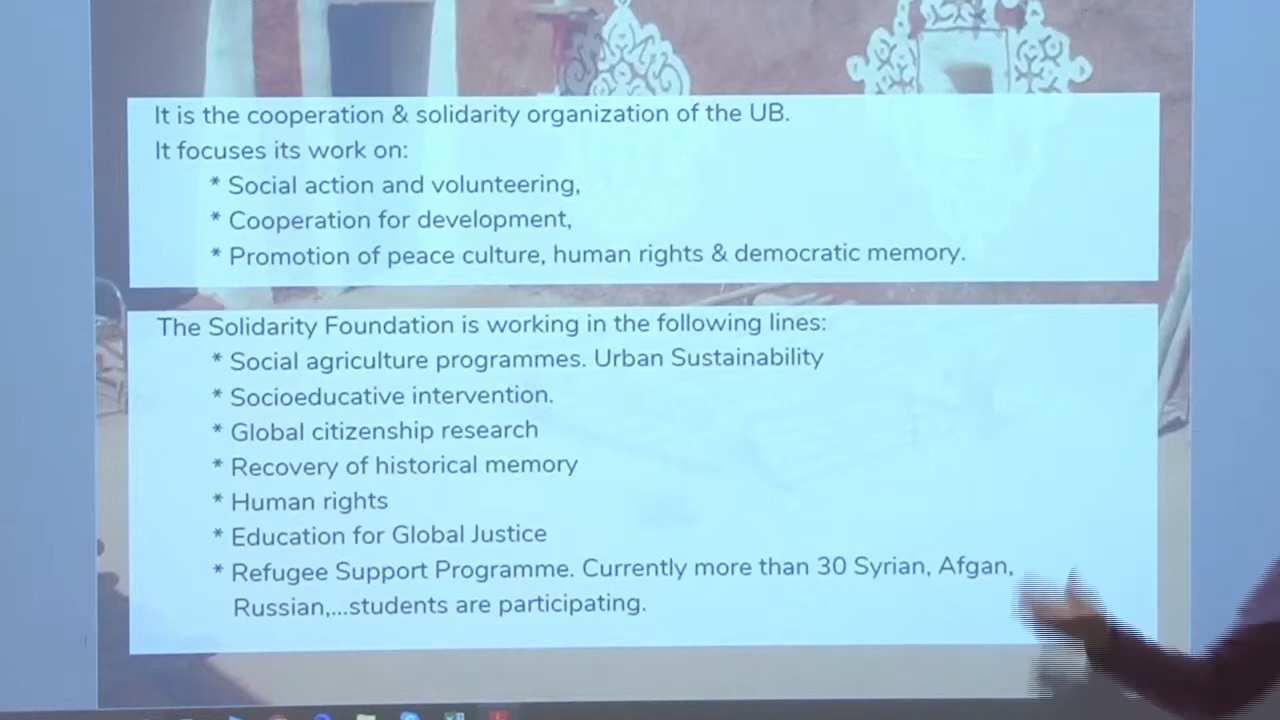 It is the cooperation & solidarity organization of the UB.
It focuses its work on:
* Social action and volunteering,
* Cooperation for development,
* Promotion of peace culture, human rights & democratic memory.
The Solidarity Foundation is working in the following lines:
* Social agriculture programmes. Urban Sustainability
* Socioeducative intervention.
* Global citizenship research
* Recovery of historical memory
* Human rights
* Education for Global Justice
* Refugee Support Programme. Currently more than 30 Syrian, Afgan,
Russian,...students are participating.